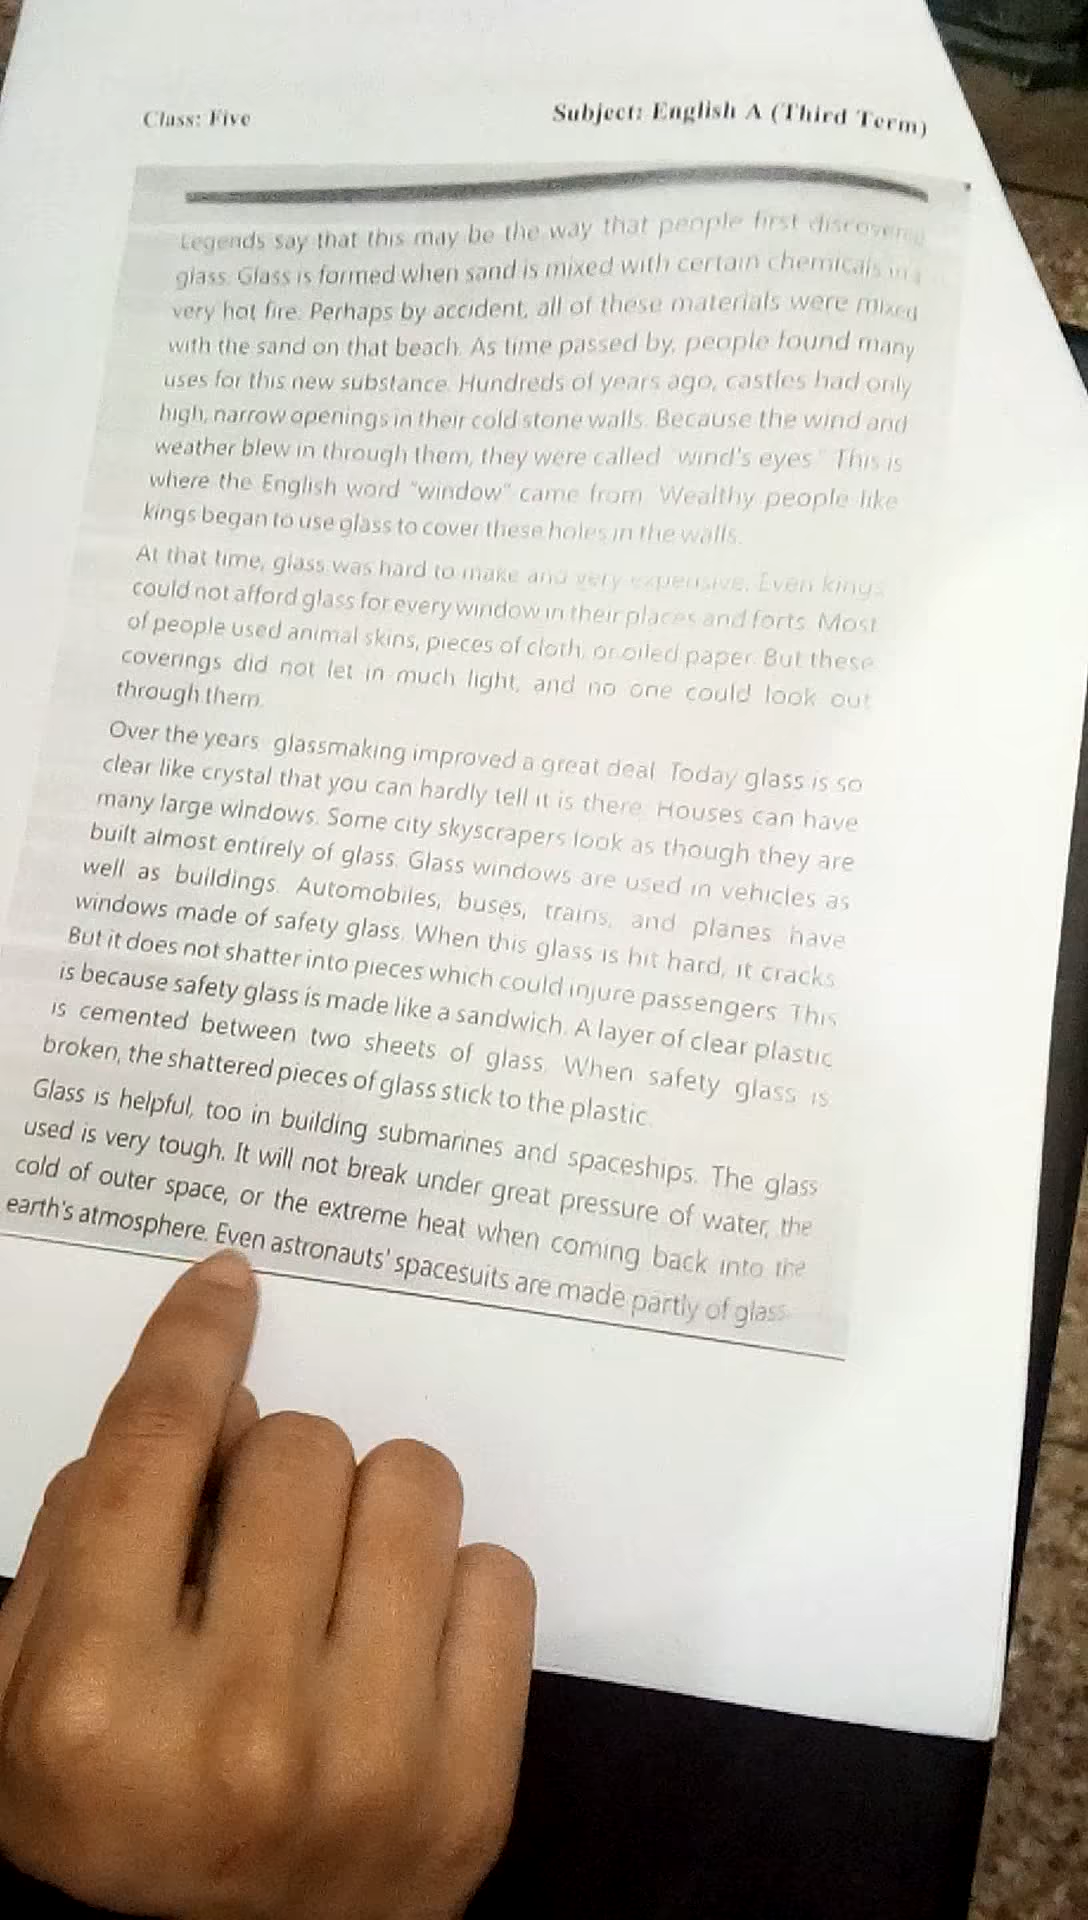 Class: Five
Subject: English A (Third Term)
Legends say that this may be the way that people first discovered
glass. Glass is formed when sand is mixed with certain chemicals in a
very hot fire. Perhaps by accident, all of these materials were mixed
with the sand on that beach. As time passed by, people found many
uses for this new substance. Hundreds of years ago, castles had only
high, narrow openings in their cold stone walls. Because the wind and
weather blew in through them, they were called "wind's eyes." This is
where the English word "window" came from. Wealthy people like
kings began to use glass to cover these holes in the walls.
At that time, glass was hard to make and very expensive. Even kings
could not afford glass for every window in their places and forts. Most
of people used animal skins, pieces of cloth, or oiled paper. But these
coverings did not let in much light, and no one could look out
through them.
Over the years glassmaking improved a great deal. Today glass is so
clear like crystal that you can hardly tell it is there. Houses can have
many large windows. Some city skyscrapers look as though they are
built almost entirely of glass. Glass windows are used in vehicles as
well as buildings. Automobiles, buses, trains, and planes have
windows made of safety glass. When this glass is hit hard, it cracks.
But it does not shatter into pieces which could injure passengers. This
is because safety glass is made like a sandwich. A layer of clear plastic
is cemented between two sheets of glass. When safety glass is
broken, the shattered pieces of glass stick to the plastic.
Glass is helpful, too in building submarines and spaceships. The glass
used is very tough. It will not break under great pressure of water, the
cold of outer space, or the extreme heat when coming back into the
earth's atmosphere. Even astronauts' spacesuits are made partly of glass